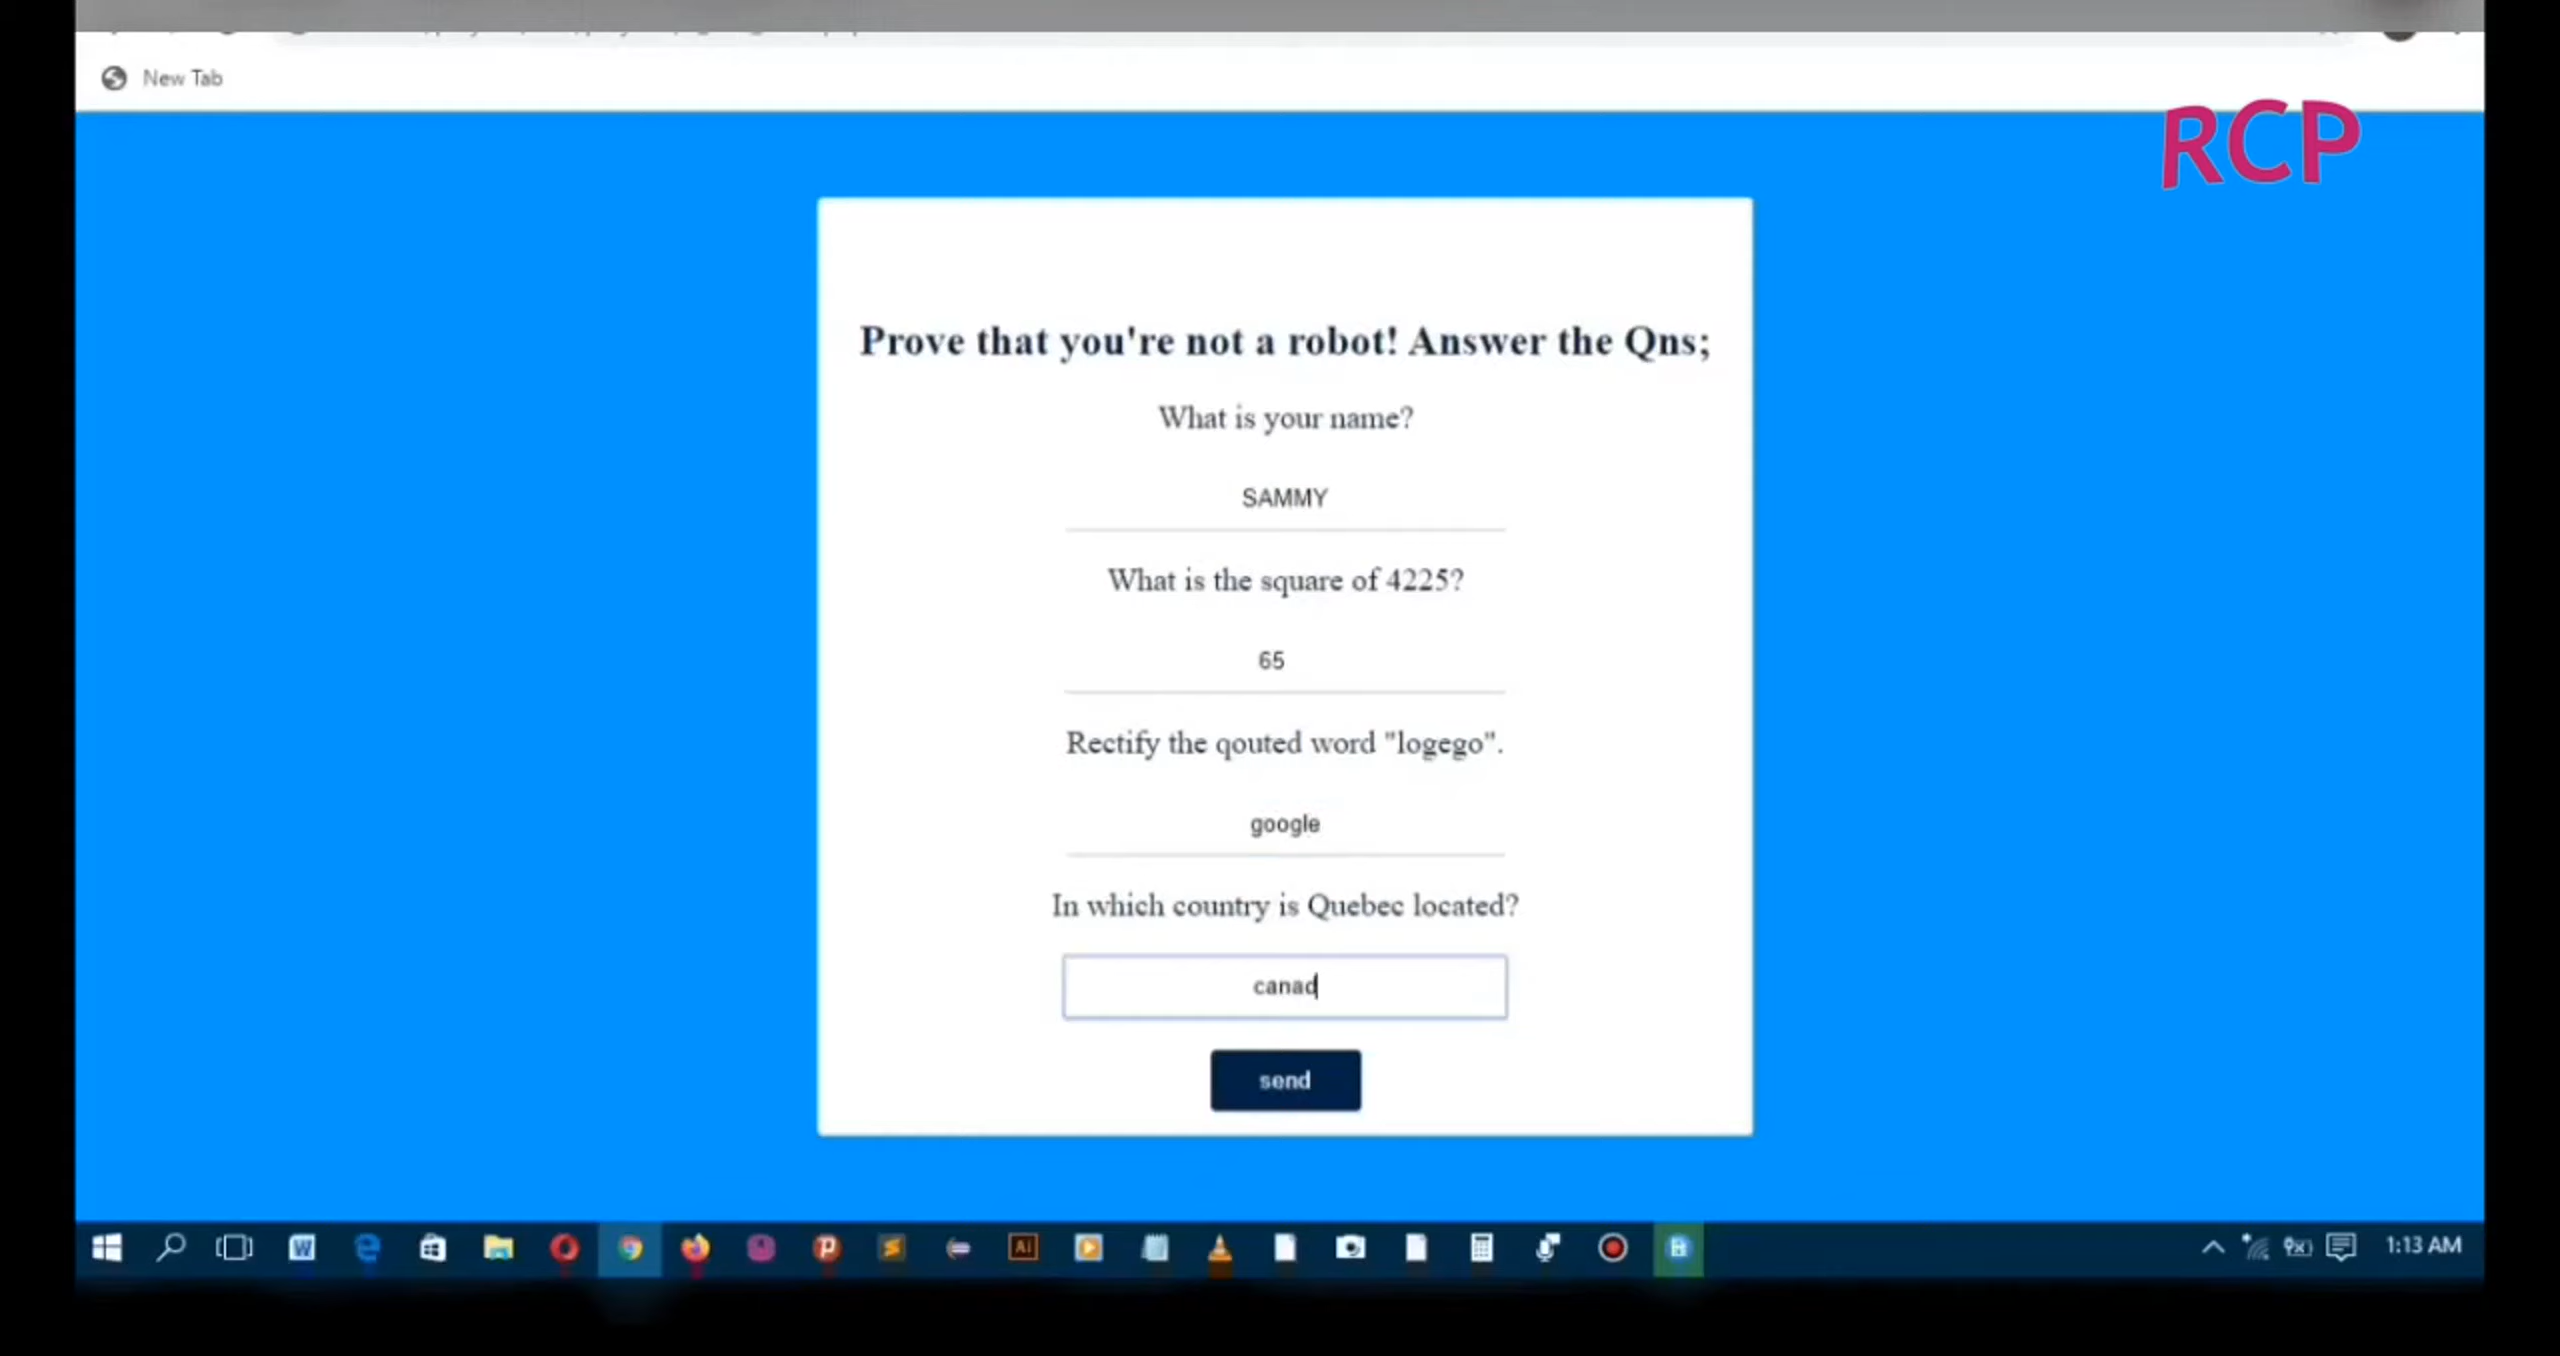 New Tab
RCP
Prove that you're not a robot! Answer the Qns;
What is your name?
SAMMY
What is the square of 4225?
65
Rectify the qouted word "logego".
google
In which country is Quebec located?
canad
send
1:13 AM